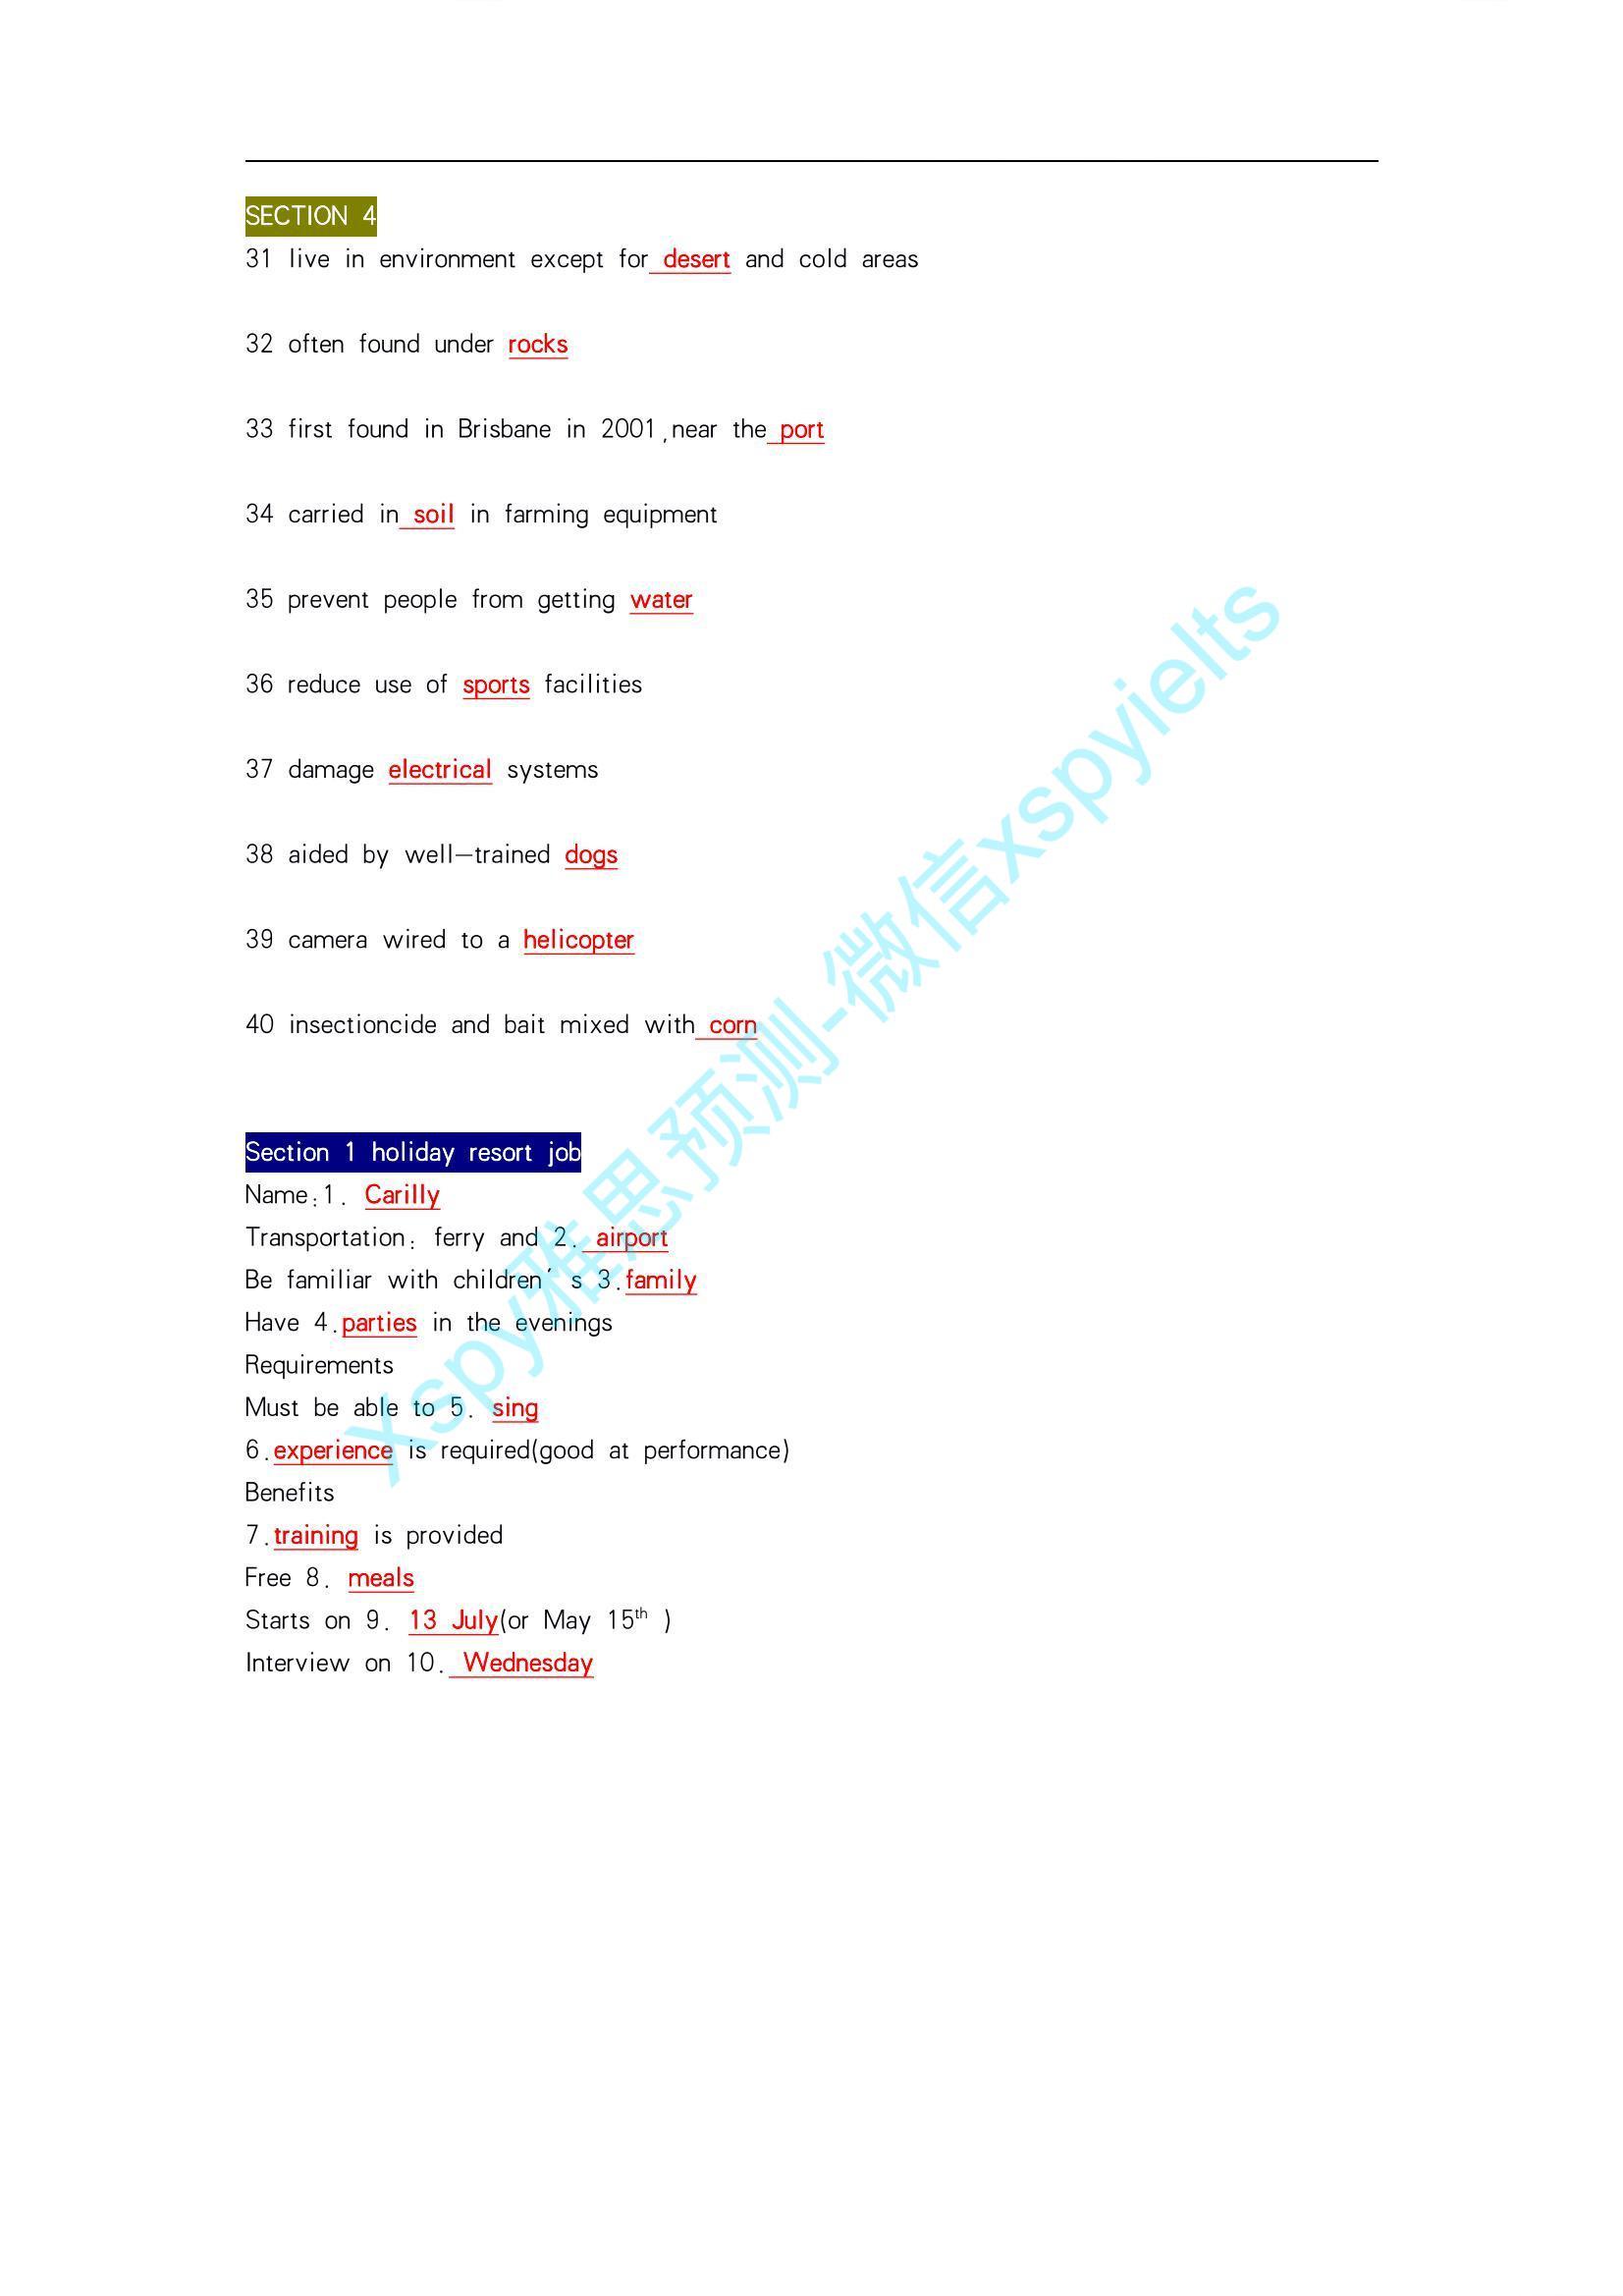 SECTION 4
31 live in environment except for desert and cold areas
32 often found under rocks
33 first found in Brisbane in 2001,near the port
34 carried in soil in farming equipment
35 prevent people from getting water
36 reduce use of sports facilities
37 damage electrical systems
38 aided by well-trained dogs
39 camera wired to a helicopter
40 insectioncide and bait mixed with corn
Section 1 holiday resort job
Name:1. Carilly
Transportation: ferry and 2. airport
Be familiar with children's 3.family
Have 4.parties in the evenings
Requirements
Must be able to 5. sing
6.experience is required(good at performance)
Benefits
7.training is provided
Free 8. meals
Starts on 9. 13 July(or May 15th )
Interview on 10. Wednesday
Xspy雅思预测-微信xspyielts